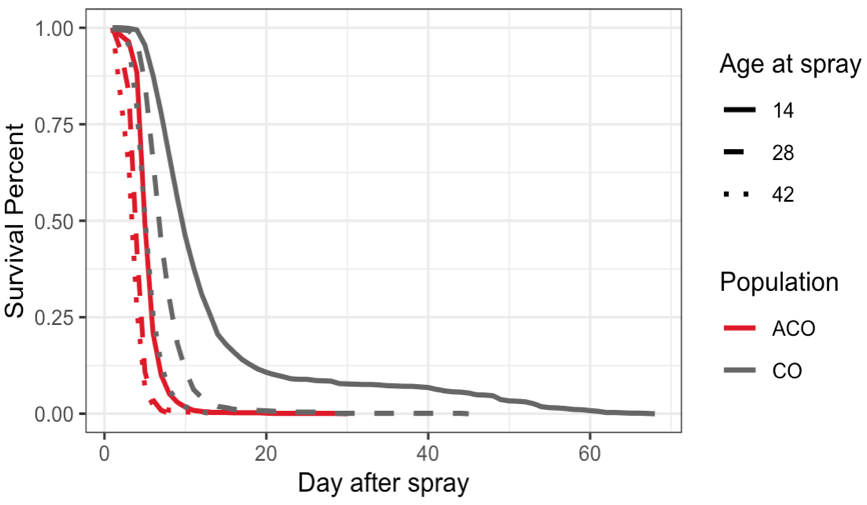 1.00
0.75
0.50
0.25
0.00
Survival Percent
0
20
40
60
Day after spray
Age at spray
14
28
42
Population
ACO
CO